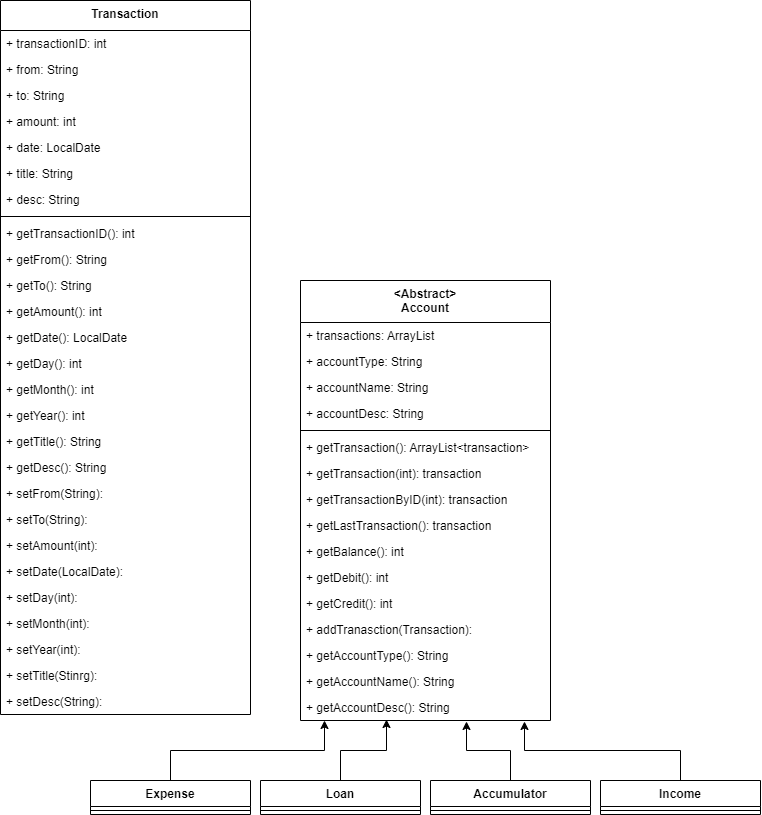 Transaction
+ transactionID: int
+ from: String
+ to: String
+ amount: int
+ date: LocalDate
+ title: String
+ desc: String
+ getTransactionID(): int
+ getFrom(): String
+ getTo(): String
+ getAmount(): int
+ getDate(): LocalDate
+ getDay(): int
+ getMonth(): int
+ getYear(): int
+ getTitle(): String
+ getDesc(): String
+ setFrom(String):
+ setTo(String):
+ setAmount(int):
+ setDate(LocalDate):
+ setDay(int):
+ setMonth(int):
+ setYear(int):
+ setTitle(Stinrg):
+ setDesc(String):
<Abstract>
Account
+ transactions: ArrayList
+ accountType: String
+ accountName: String
+ accountDesc: String
+ getTransaction(): ArrayList<transaction>
+ getTransaction(int): transaction
+ getTransactionByID(int): transaction
+ getLastTransaction(): transaction
+ getBalance(): int
+ getDebit(): int
+ getCredit(): int
+ addTranasction(Transaction):
+ getAccountType(): String
+ getAccountName(): String
+ getAccountDesc(): String
Expense
Loan
Accumulator
Income